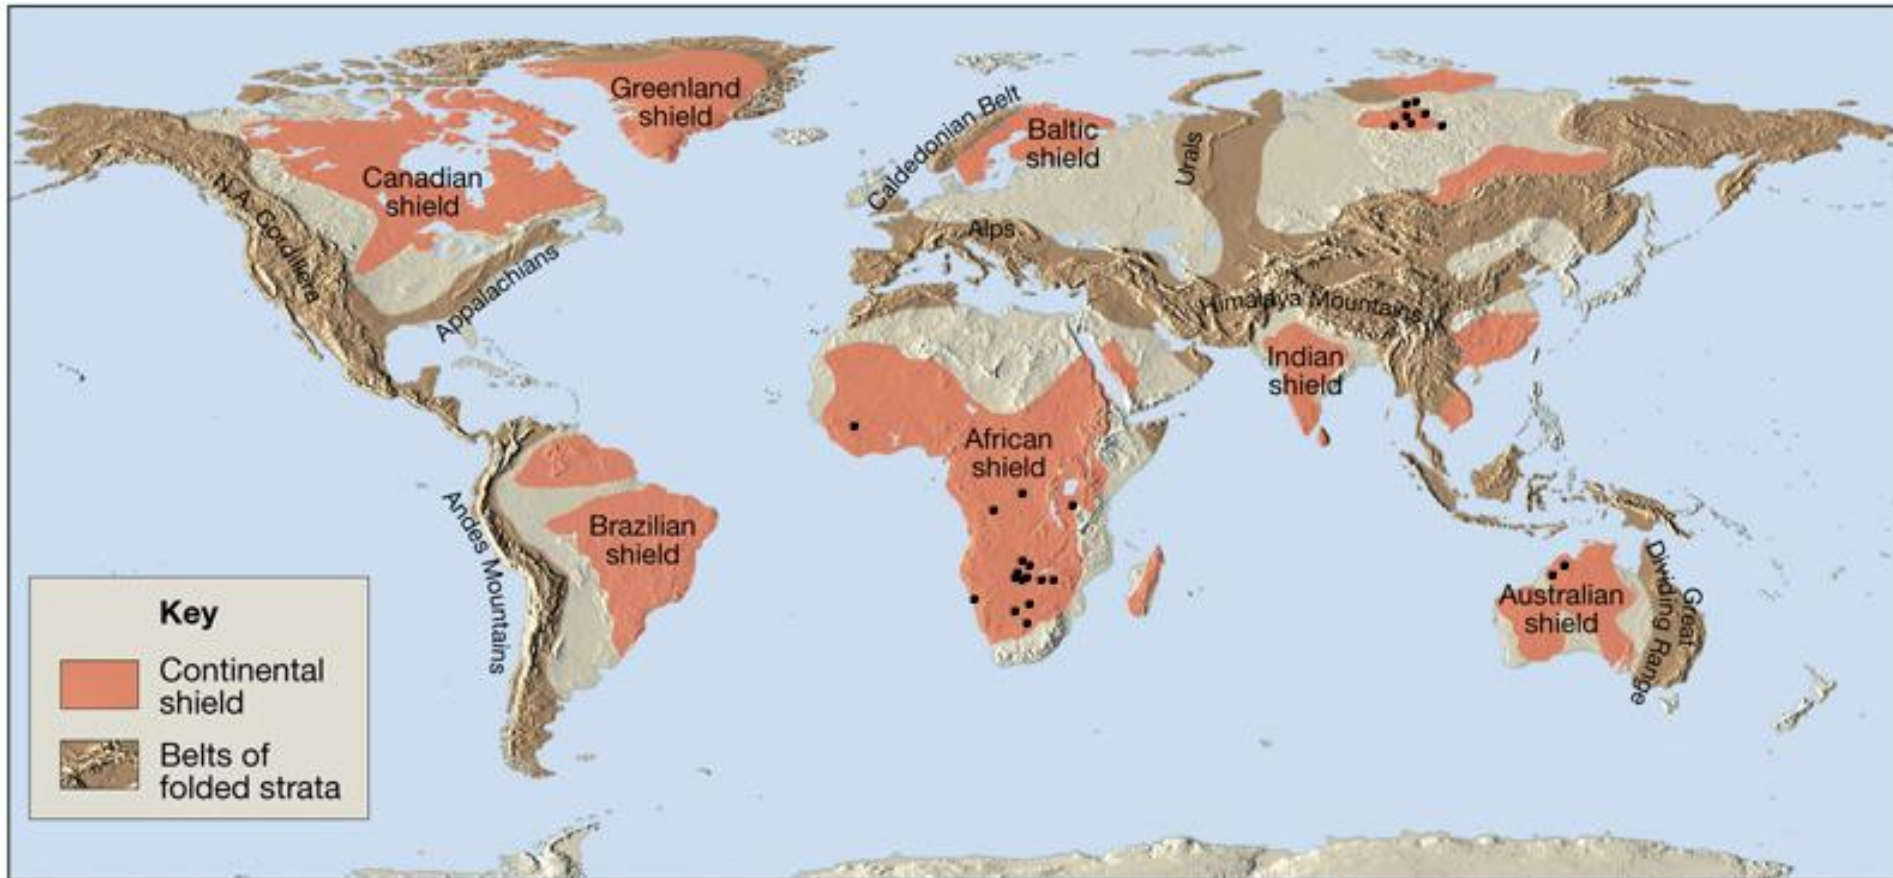 Greenland
shield
Canadian
shield
N.A. Cordillera
Appalachians
Caldedonian Belt
Baltic
shield
Urals
Alps
Himalaya Mountains
Indian
shield
African
shield
Andes Mountains
Brazilian
shield
Australian
shield
Great
Dividing Range
Key
Continental
shield
Belts of
folded strata